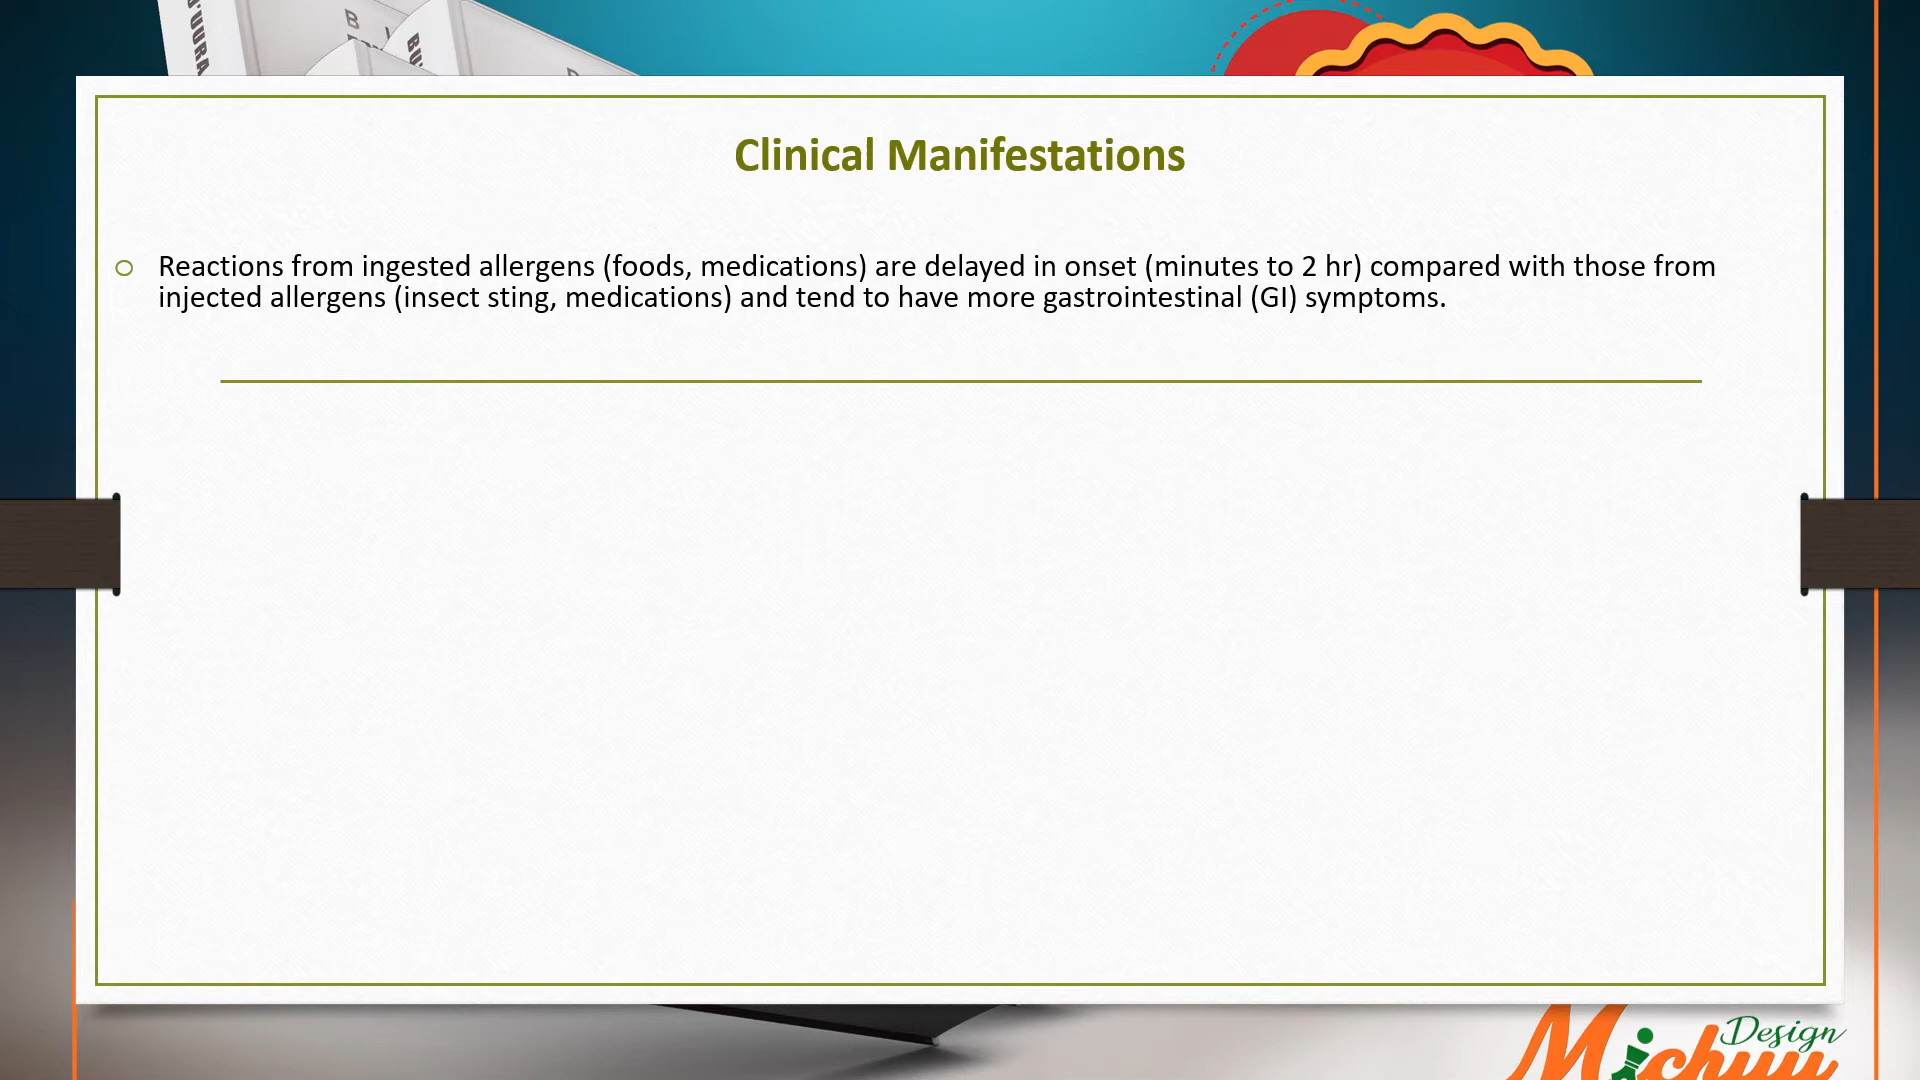 Clinical Manifestations
Reactions from ingested allergens (foods, medications) are delayed in onset (minutes to 2 hr) compared with those from
injected allergens (insect sting, medications) and tend to have more gastrointestinal (GI) symptoms.
Design